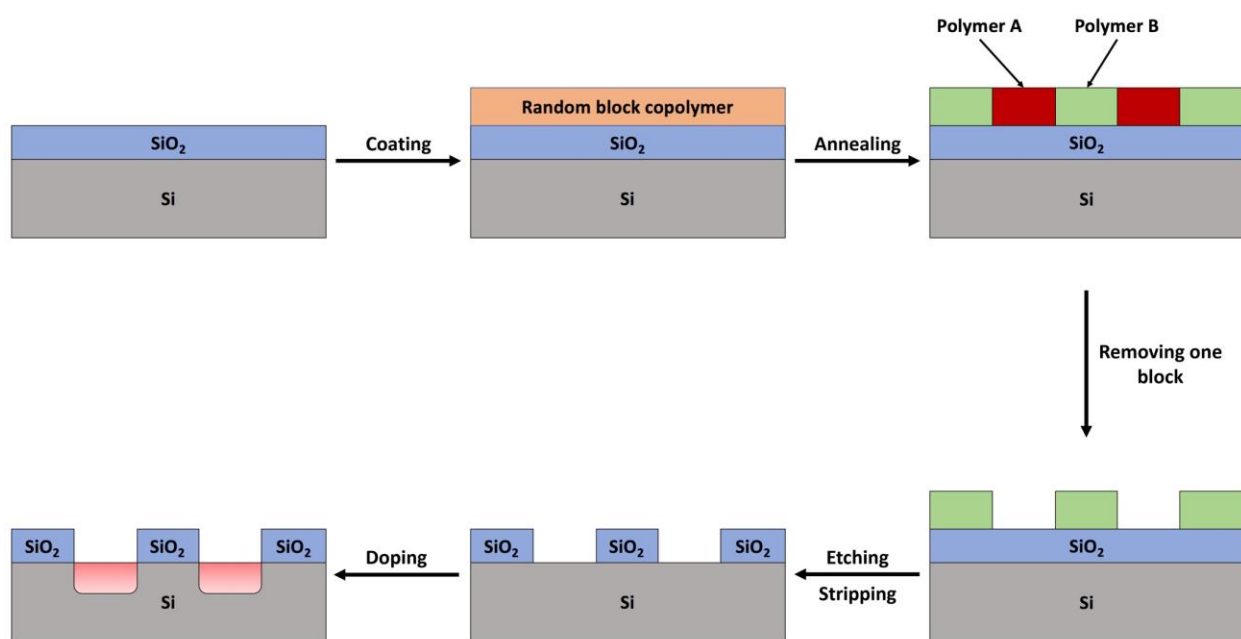 SiO₂
Si
Coating
Random block copolymer
SiO₂
Si
Annealing
Polymer A
Polymer B
SiO₂
Si
Removing one
block
SiO₂
Si
Etching
Stripping
SiO₂
SiO₂
SiO₂
Si
Doping
SiO₂
SiO₂
SiO₂
Si